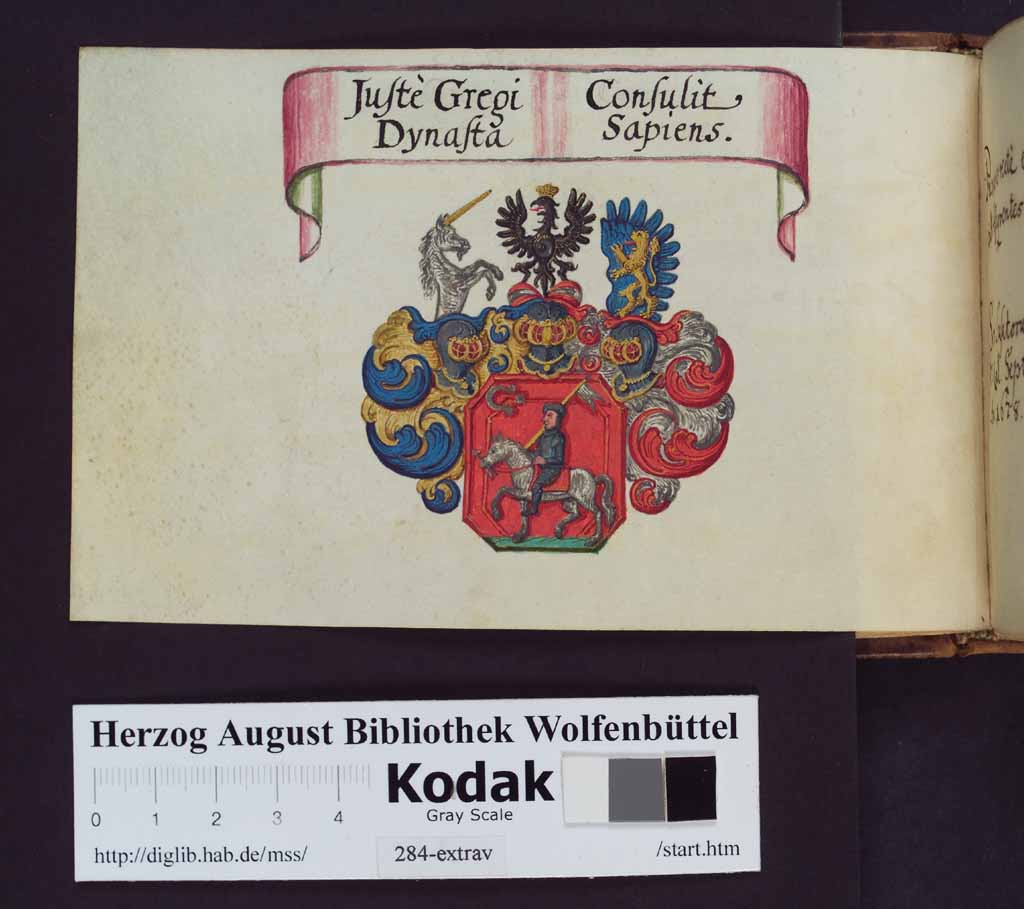 Juſtè Gregi Conſulit
Dynaſta Sapiens.
Herzog August Bibliothek Wolfenbüttel
Kodak
Gray Scale
0 1 2 3 4
http://diglib.hab.de/mss/ 284-extrav /start.htm